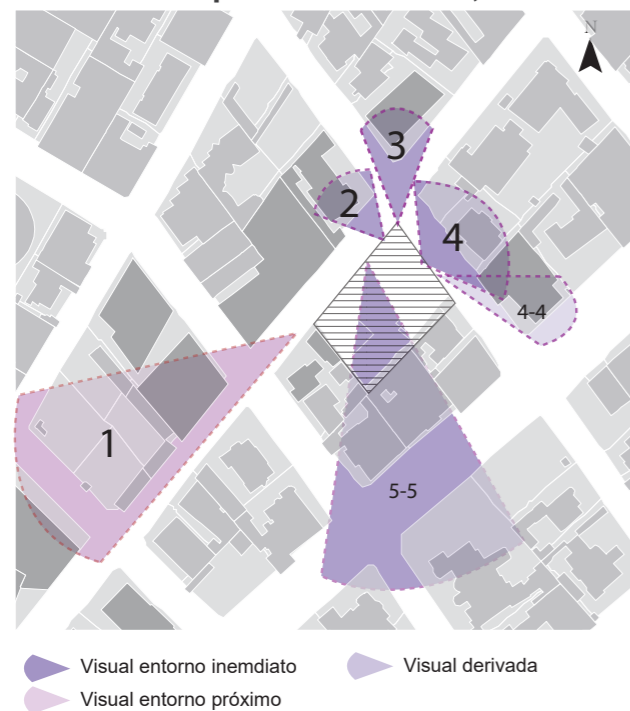 N
3
2
4
4-4
1
5-5
Visual entorno inemdiato
Visual derivada
Visual entorno próximo